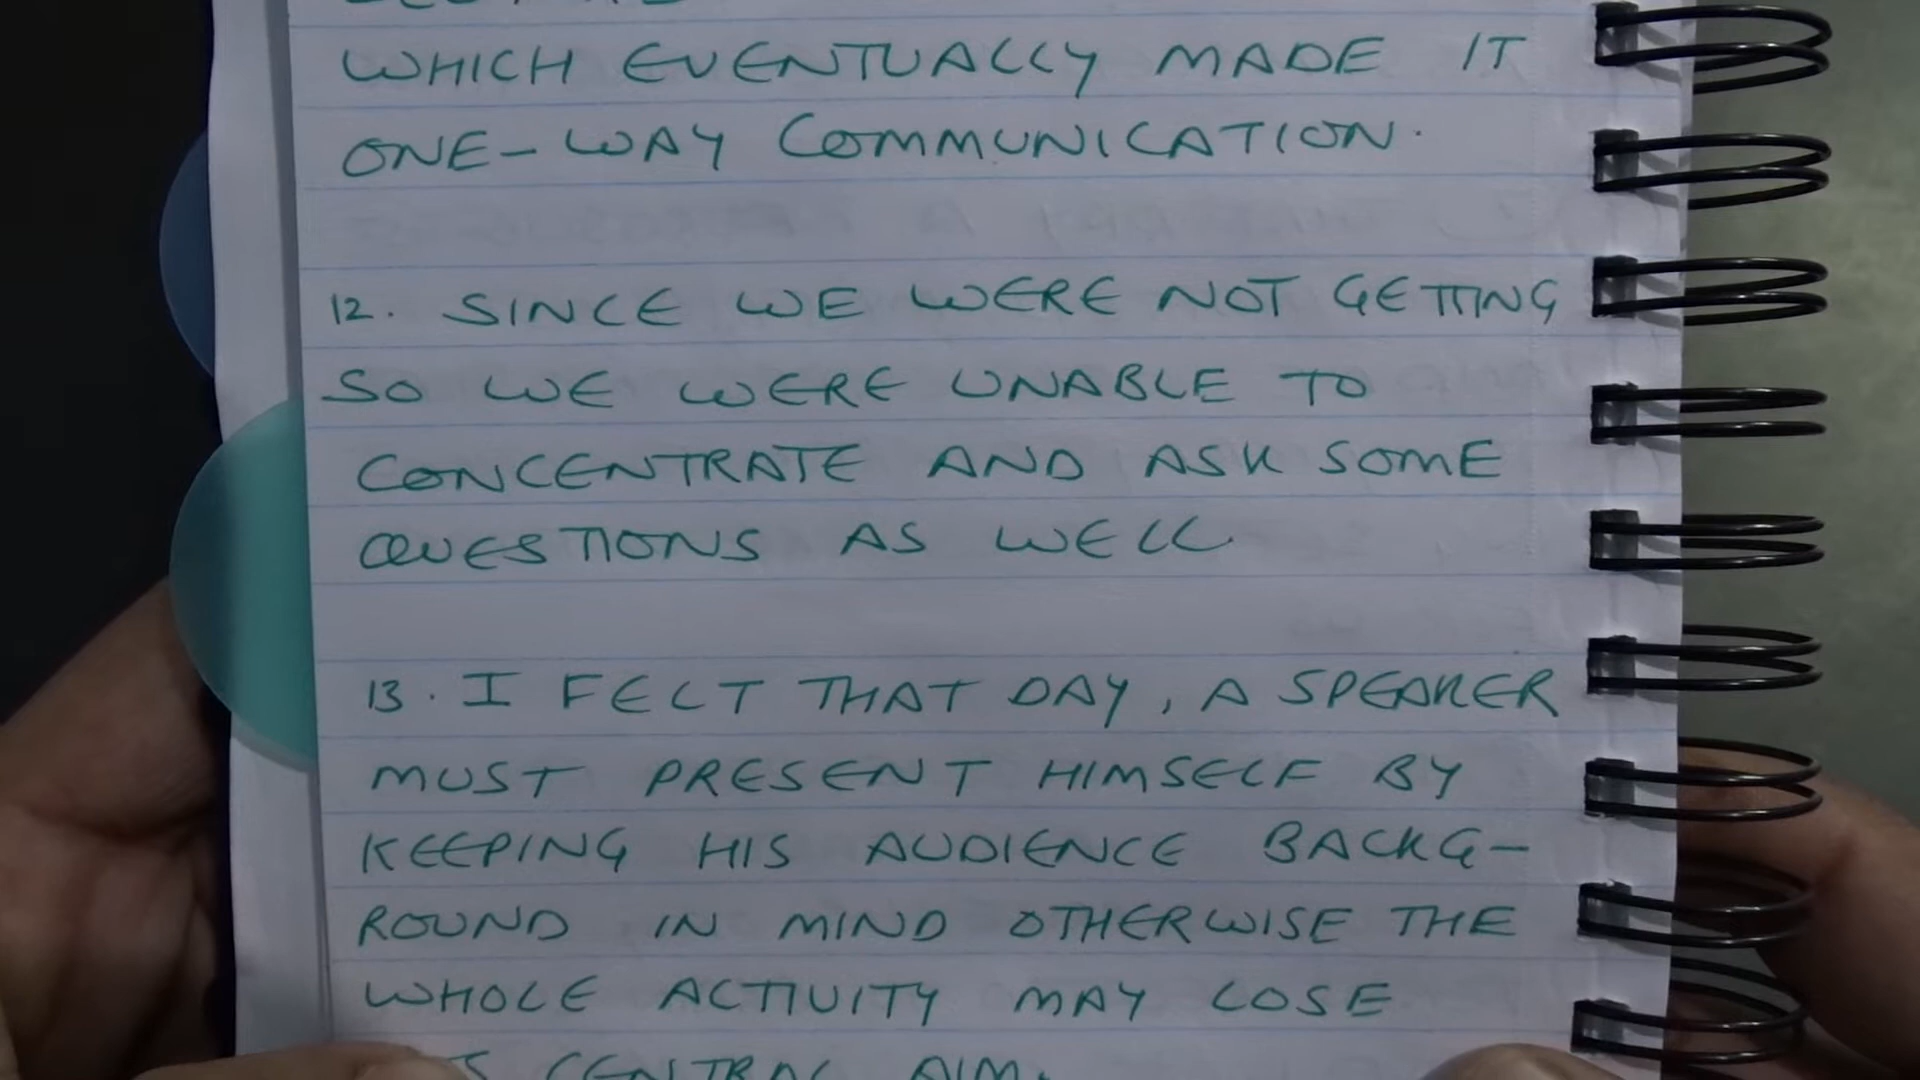 WHICH EVENTUALLY MADE IT
ONE-WAY COMMUNICATION.
12. SINCE WE WERE NOT GETTING
SO WE WERE UNABLE TO
CONCENTRATE AND ASK SOME
QUESTIONS AS WELL
13. I FELT THAT DAY, A SPEAKER
MUST PRESENT HIMSELF BY
KEEPING HIS AUDIENCE BACKG-
ROUND IN MIND OTHERWISE THE
WHOLE ACTIVITY MAY LOSE
CENTRAL AIM.